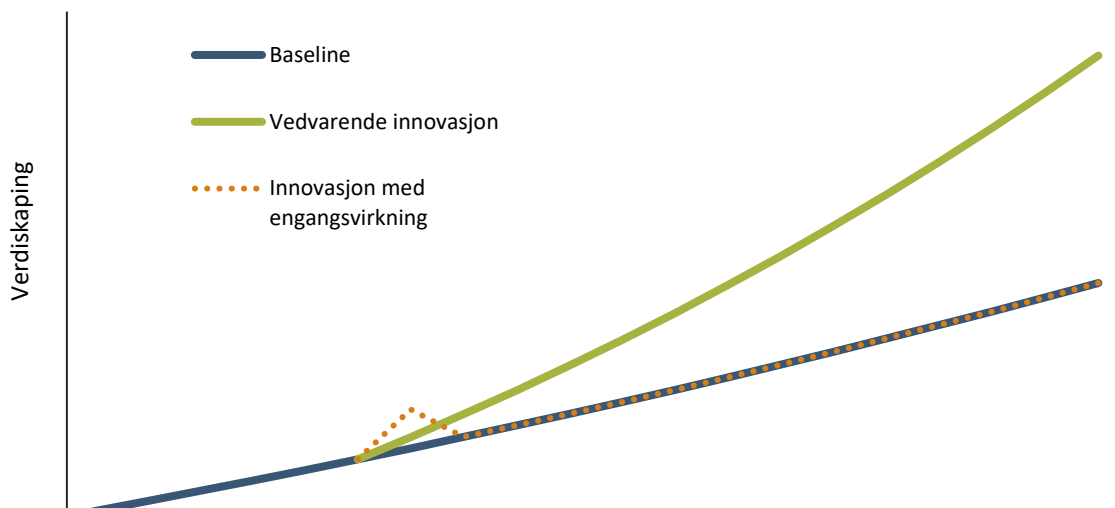 Baseline
Vedvarende innovasjon
Innovasjon med
engangsvirkning
Verdiskaping